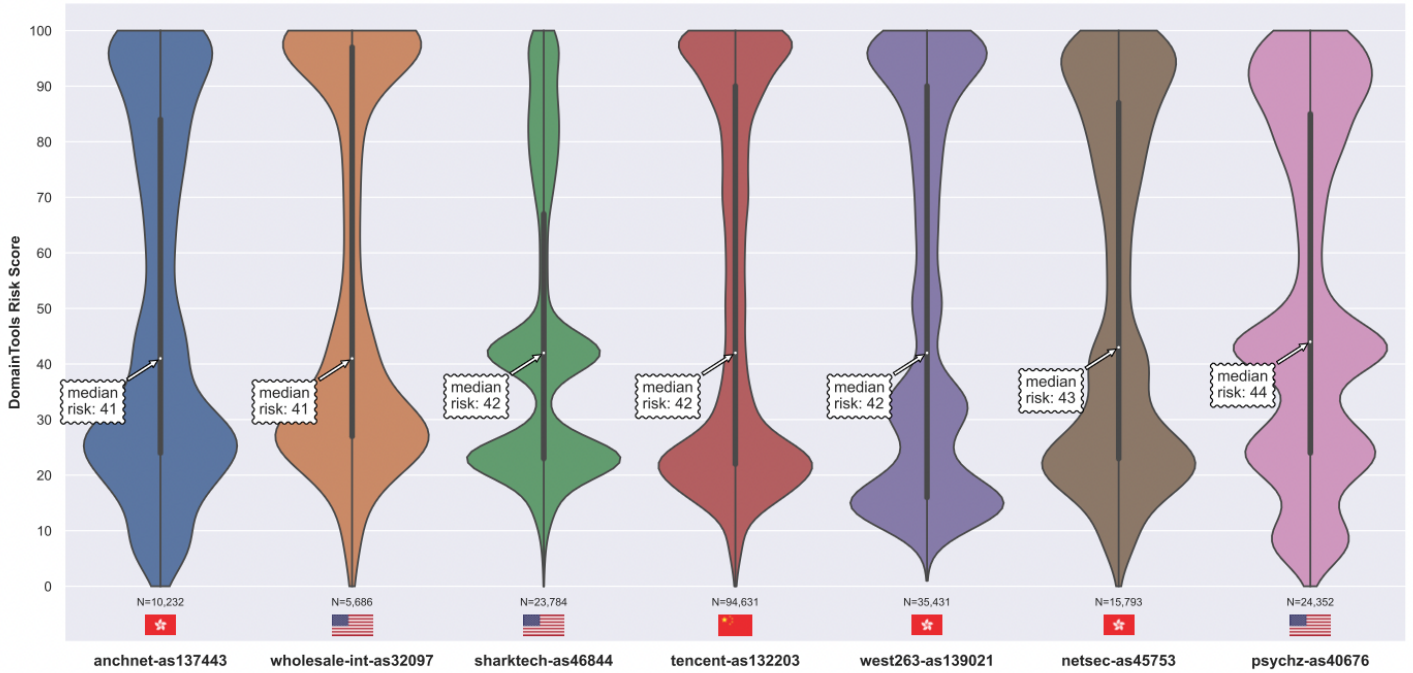 DomainTools Risk Score
100
90
80
70
60
50
40
30
20
10
0
median
risk: 41
median
risk: 41
median
risk: 42
median
risk: 42
median
risk: 42
median
risk: 43
median
risk: 44
N=10,232
N=5,686
N=23,784
N=94,631
N=35,431
N=15,793
N=24,352
anchnet-as137443
wholesale-int-as32097
sharktech-as46844
tencent-as132203
west263-as139021
netsec-as45753
psychz-as40676